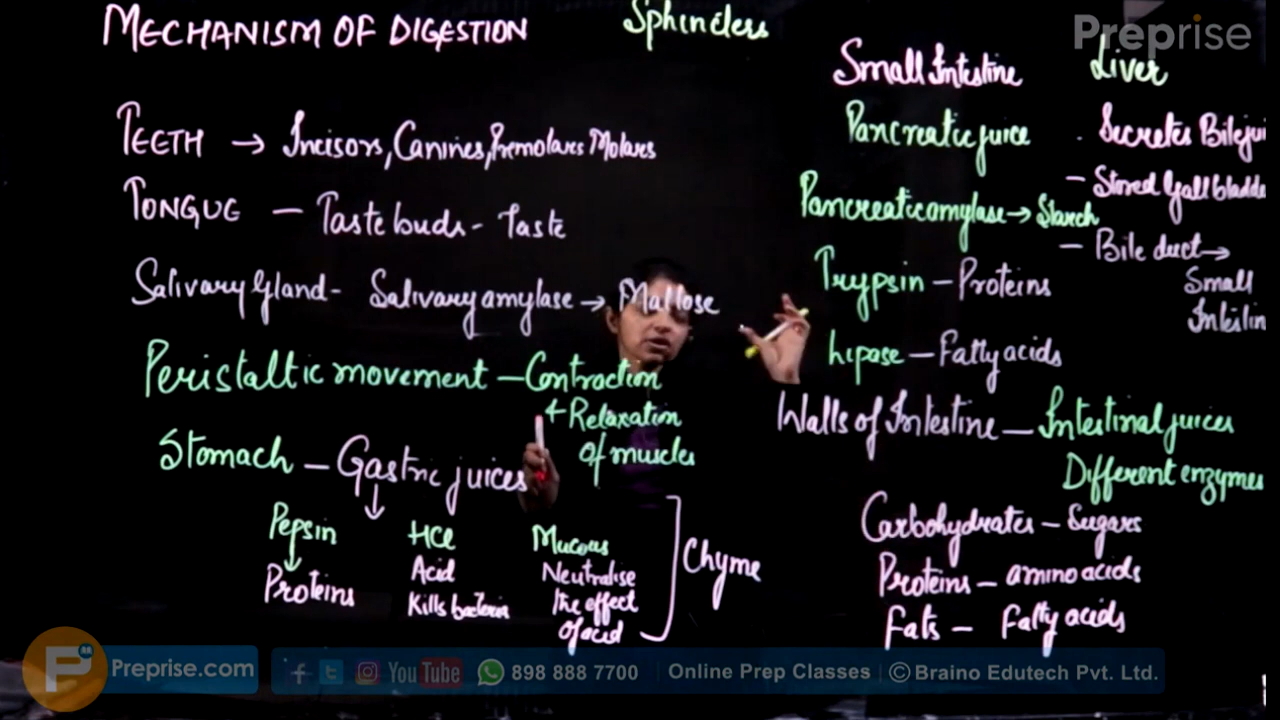 MECHANISM OF DIGESTION
Sphincters
Preprise
TEETH → Incisors, Canines, Premolars Molars
TONGUE — Taste buds - Taste
Salivary Gland - Salivary amylase → Maltose
Peristaltic movement — Contraction
+ Relaxation
Of muscles
Stomach — Gastric juices
Pepsin
Proteins
HCl
Acid
Kills bacteria
Mucous
Neutralise
the effect
of acid
Chyme
Small Intestine
Pancreatic juice
Pancreatic amylase → Starch
Trypsin — Proteins
Lipase — Fatty acids
Walls of Intestine — Intestinal juices
Different enzymes
Carbohydrates — Sugars
Proteins — amino acids
Fats — Fatty acids
Liver
Secretes Bile jui
— Stored Gall bladde
— Bile duct →
Small
Intestin
Preprise.com
YouTube
898 888 7700
Online Prep Classes
© Braino Edutech Pvt. Ltd.